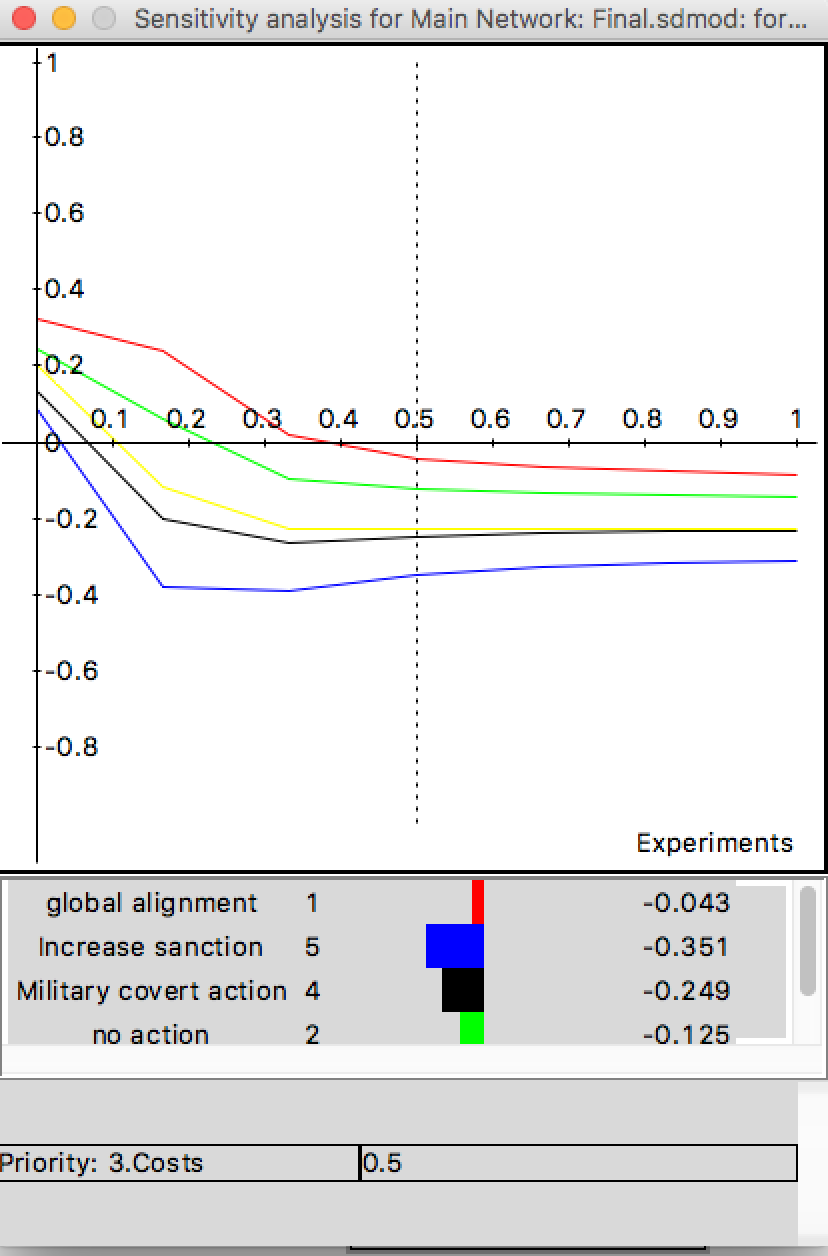 Sensitivity analysis for Main Network: Final.sdmod: for...
1
0.8
0.6
0.4
0.2
0.1 0.2 0.3 0.4 0.5 0.6 0.7 0.8 0.9 1
0
-0.2
-0.4
-0.6
-0.8
Experiments
global alignment 1 -0.043
Increase sanction 5 -0.351
Military covert action 4 -0.249
no action 2 -0.125
Priority: 3.Costs 0.5